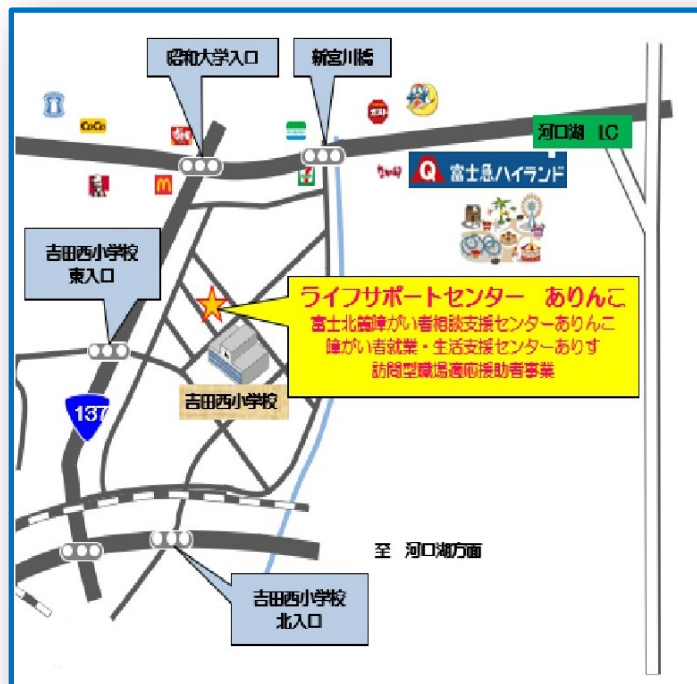 昭和大学入口
新宮川橋
CoCo
ガスト
河口湖 I.C
KFC
Q 富士急ハイランド
吉田西小学校
東入口
ライフサポートセンター ありんこ
富士北麓障がい者相談支援センターありんこ
障がい者就業・生活支援センターありす
訪問型職場適応援助者事業
吉田西小学校
137
至 河口湖方面
吉田西小学校
北入口